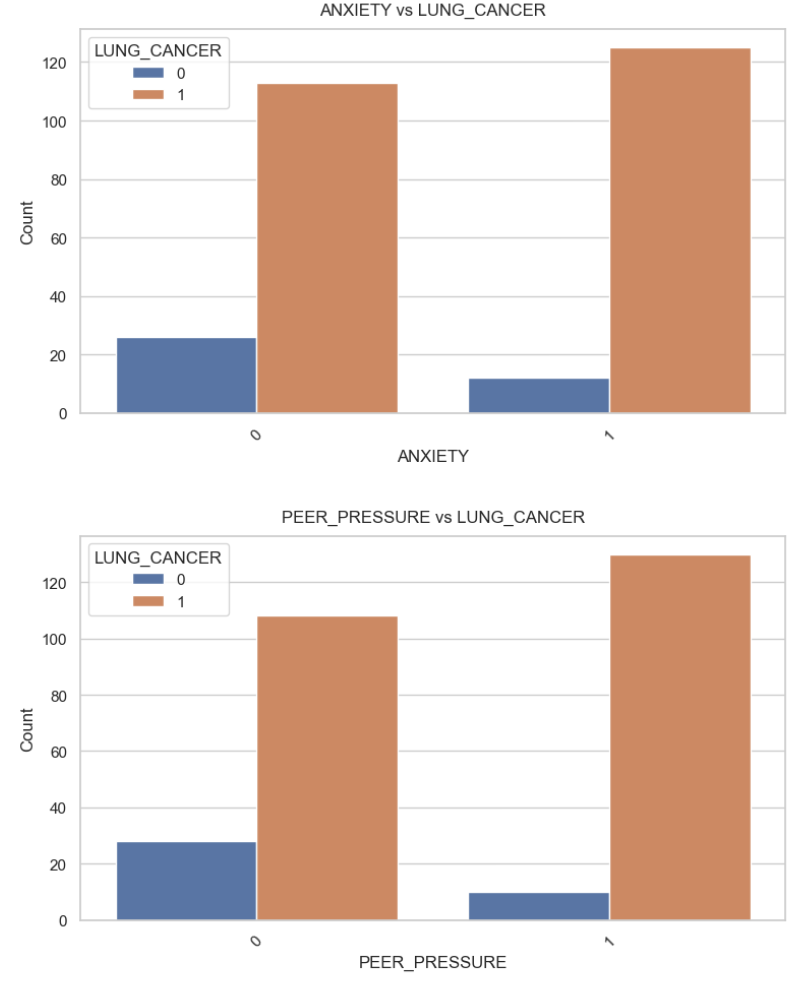 ANXIETY vs LUNG_CANCER
LUNG_CANCER
0
1
120
100
80
60
40
20
0
Count
0
1
ANXIETY
PEER_PRESSURE vs LUNG_CANCER
LUNG_CANCER
0
1
120
100
80
60
40
20
0
Count
0
1
PEER_PRESSURE